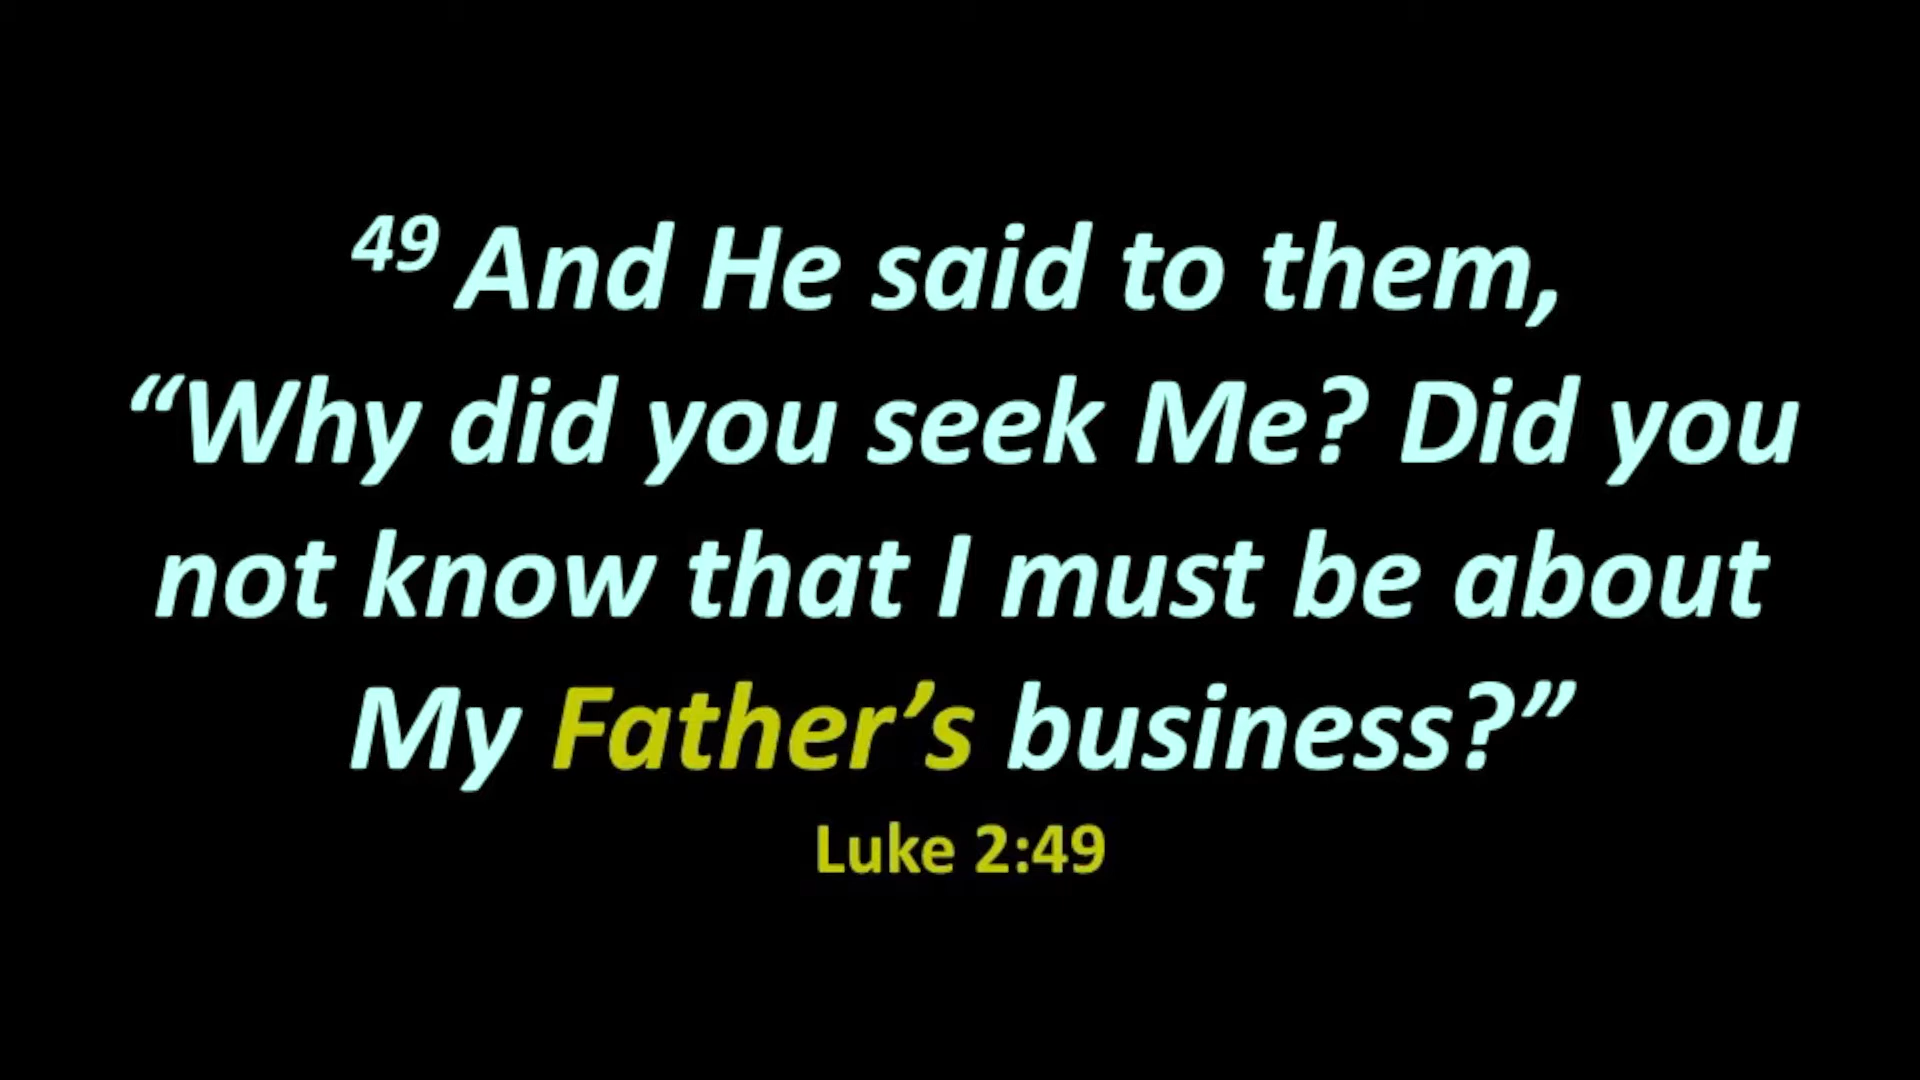 49 And He said to them,
“Why did you seek Me? Did you
not know that I must be about
My Father’s business?”
Luke 2:49